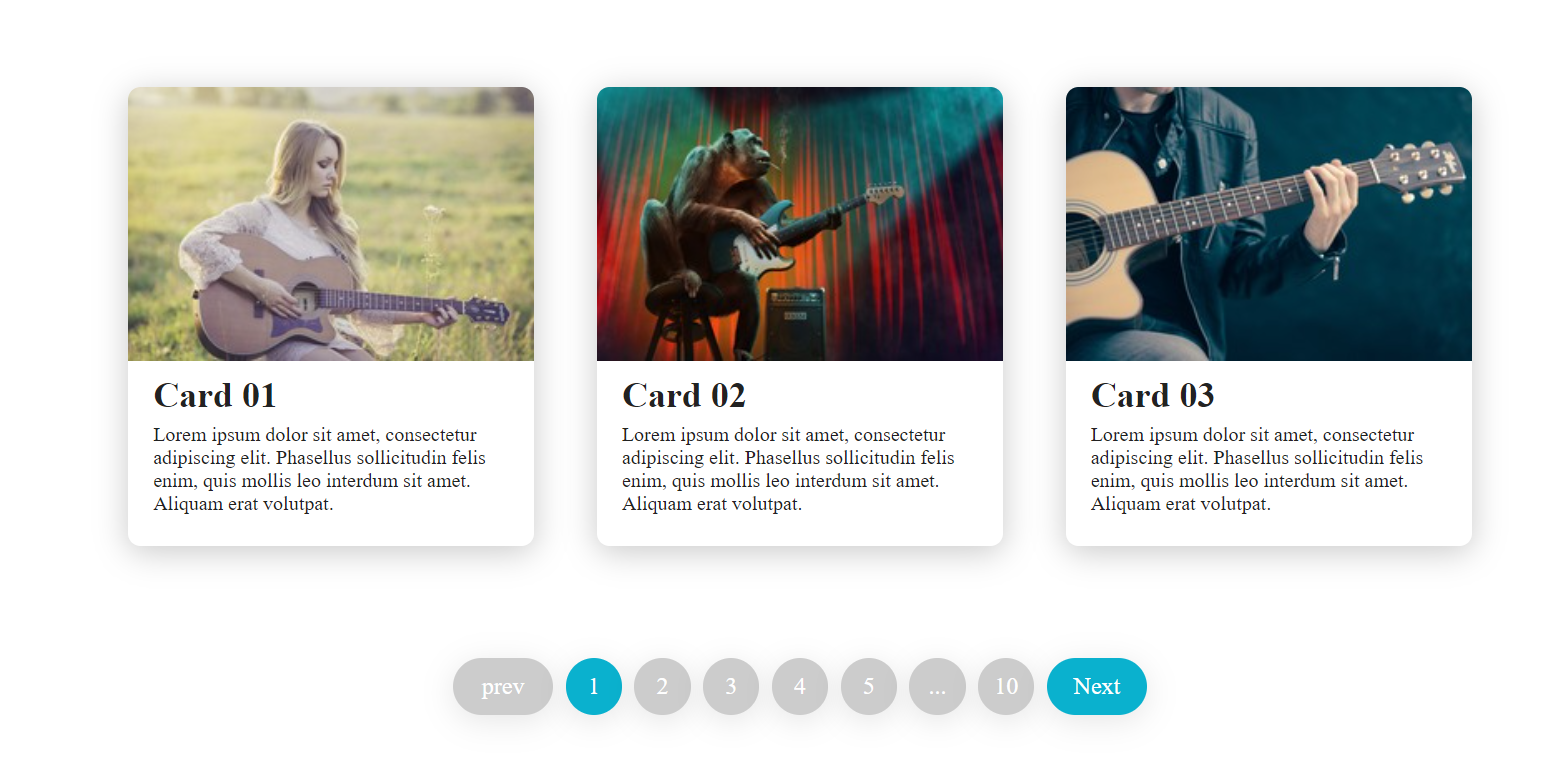 Card 01
Lorem ipsum dolor sit amet, consectetur
adipiscing elit. Phasellus sollicitudin felis
enim, quis mollis leo interdum sit amet.
Aliquam erat volutpat.
Card 02
Lorem ipsum dolor sit amet, consectetur
adipiscing elit. Phasellus sollicitudin felis
enim, quis mollis leo interdum sit amet.
Aliquam erat volutpat.
Card 03
Lorem ipsum dolor sit amet, consectetur
adipiscing elit. Phasellus sollicitudin felis
enim, quis mollis leo interdum sit amet.
Aliquam erat volutpat.
prev 1 2 3 4 5 ... 10 Next